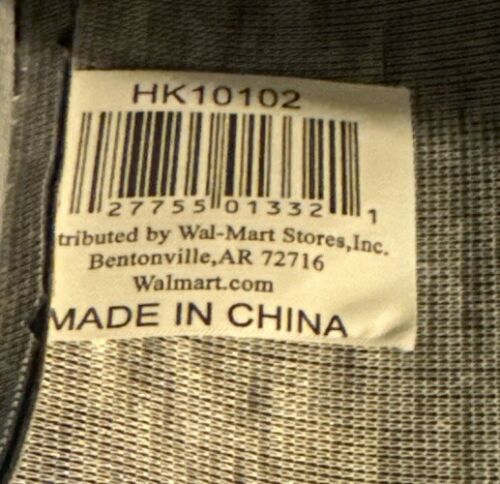 HK10102
27755 01332 1
tributed by Wal-Mart Stores,Inc.
Bentonville,AR 72716
Walmart.com
MADE IN CHINA